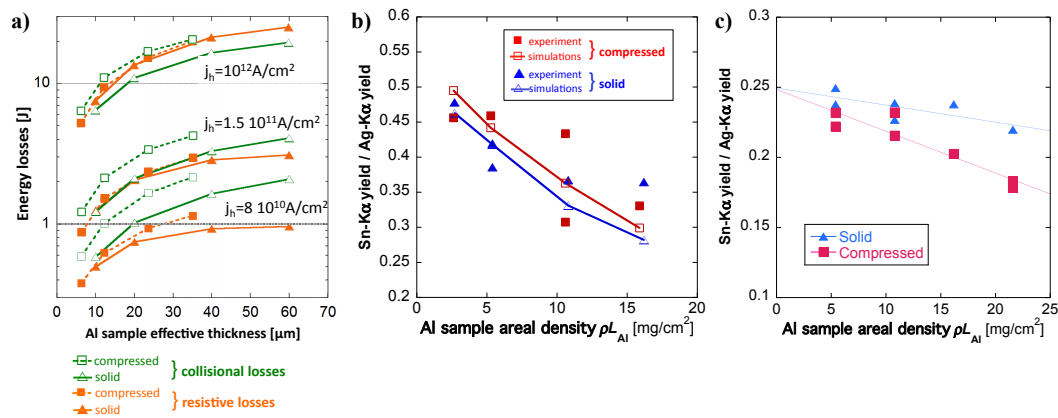 a)
Energy losses [J]
10
1
j_h=10^12A/cm^2
j_h=1.5 10^11A/cm^2
j_h=8 10^10A/cm^2
0 10 20 30 40 50 60 70
Al sample effective thickness [μm]
compressed
solid
} collisional losses
compressed
solid
} resistive losses
b)
Sn-Kα yield / Ag-Kα yield
0.55
0.5
0.45
0.4
0.35
0.3
0.25
0.2
experiment
simulations
} compressed
experiment
simulations
} solid
0 5 10 15 20
Al sample areal density ρL_Al [mg/cm^2]
c)
Sn-Kα yield / Ag-Kα yield
0.3
0.25
0.2
0.15
0.1
Solid
Compressed
0 5 10 15 20 25
Al sample areal density ρL_Al [mg/cm^2]